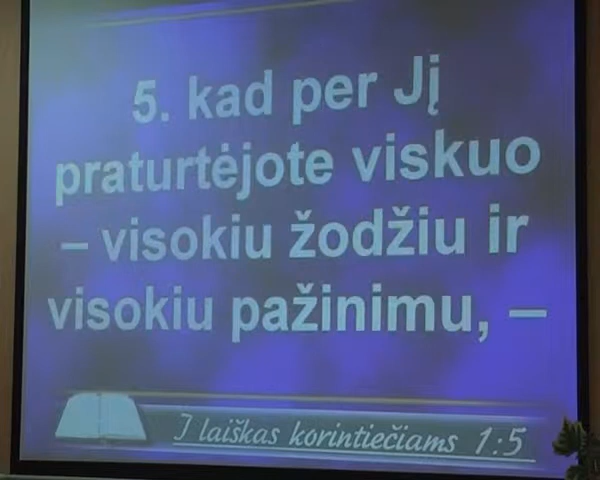 5. kad per Jį
praturtėjote viskuo
– visokiu žodžiu ir
visokiu pažinimu, –
I laiškas korintiečiams 1:5